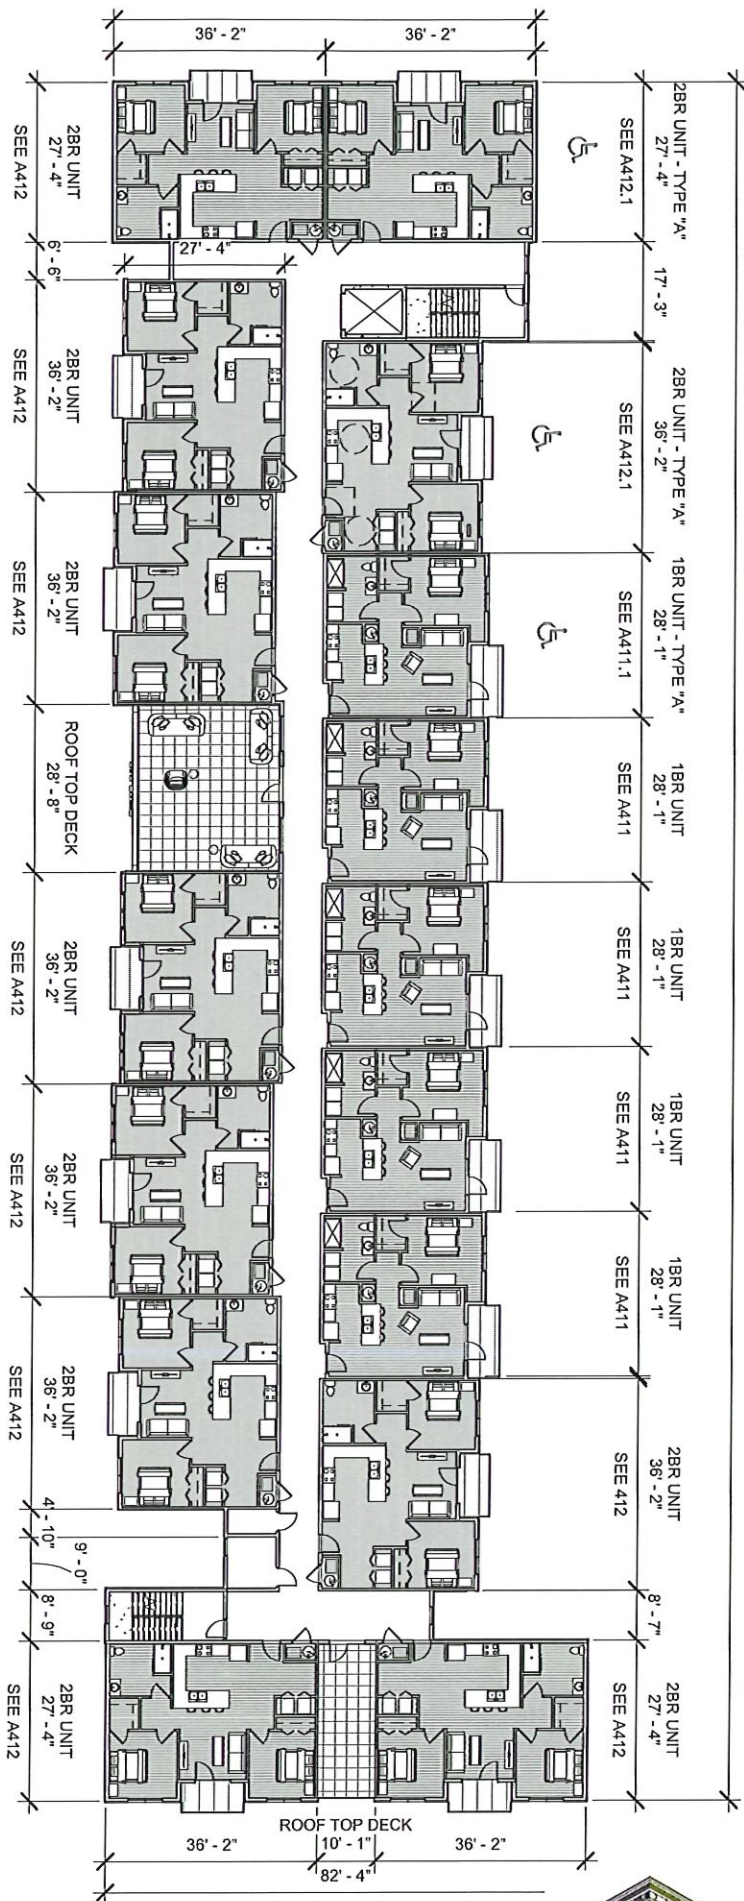 36' - 2"
36' - 2"
2BR UNIT - TYPE "A"
27' - 4"
SEE A412.1
17' - 3"
2BR UNIT - TYPE "A"
36' - 2"
SEE A412.1
1BR UNIT - TYPE "A"
28' - 1"
SEE A411.1
1BR UNIT
28' - 1"
SEE A411
1BR UNIT
28' - 1"
SEE A411
1BR UNIT
28' - 1"
SEE A411
1BR UNIT
28' - 1"
SEE A411
2BR UNIT
36' - 2"
SEE 412
8' - 7"
2BR UNIT
27' - 4"
SEE A412
27' - 4"
2BR UNIT
27' - 4"
SEE A412
6' - 6"
2BR UNIT
36' - 2"
SEE A412
2BR UNIT
36' - 2"
SEE A412
ROOF TOP DECK
28' - 8"
2BR UNIT
36' - 2"
SEE A412
2BR UNIT
36' - 2"
SEE A412
2BR UNIT
36' - 2"
SEE A412
4' - 10"
9' - 0"
8' - 9"
2BR UNIT
27' - 4"
SEE A412
ROOF TOP DECK
36' - 2"
10' - 1"
36' - 2"
82' - 4"